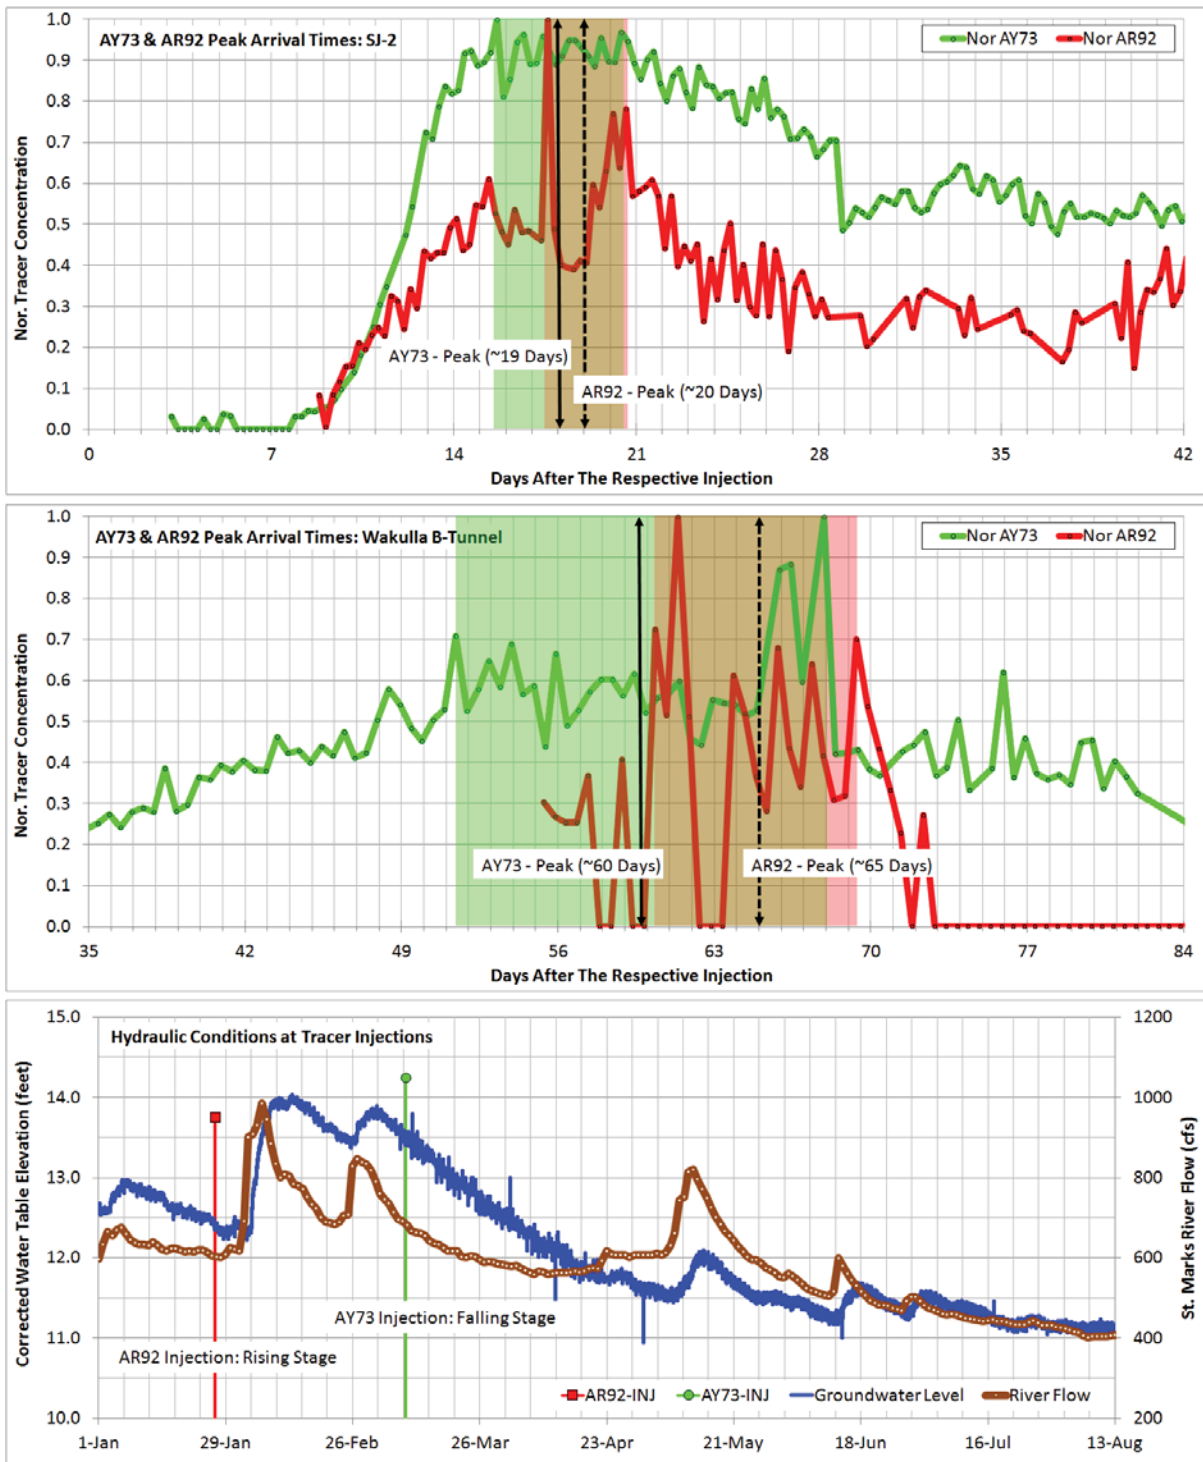 AY73 & AR92 Peak Arrival Times: SJ-2
Nor AY73
Nor AR92
1.0
0.9
0.8
0.7
0.6
0.5
0.4
0.3
0.2
0.1
0.0
Nor. Tracer Concentration
AY73 - Peak (~19 Days)
AR92 - Peak (~20 Days)
0 7 14 21 28 35 42
Days After The Respective Injection
AY73 & AR92 Peak Arrival Times: Wakulla B-Tunnel
Nor AY73
Nor AR92
1.0
0.9
0.8
0.7
0.6
0.5
0.4
0.3
0.2
0.1
0.0
Nor. Tracer Concentration
AY73 - Peak (~60 Days)
AR92 - Peak (~65 Days)
35 42 49 56 63 70 77 84
Days After The Respective Injection
Hydraulic Conditions at Tracer Injections
15.0
14.0
13.0
12.0
11.0
10.0
Corrected Water Table Elevation (feet)
1200
1000
800
600
400
200
St. Marks River Flow (cfs)
AY73 Injection: Falling Stage
AR92 Injection: Rising Stage
AR92-INJ
AY73-INJ
Groundwater Level
River Flow
1-Jan 29-Jan 26-Feb 26-Mar 23-Apr 21-May 18-Jun 16-Jul 13-Aug